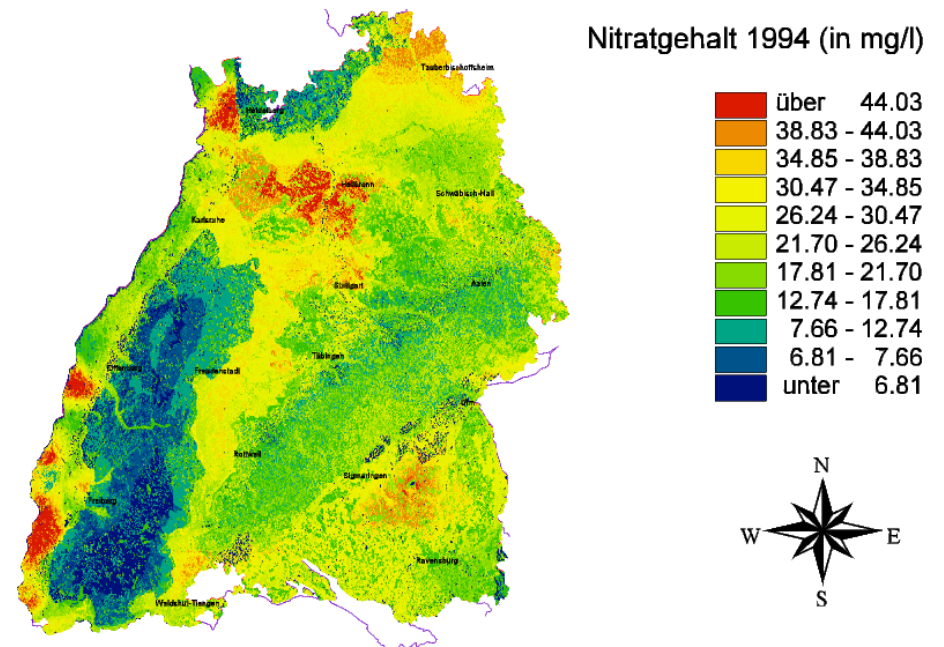 Nitratgehalt 1994 (in mg/l)
über 44.03
38.83 - 44.03
34.85 - 38.83
30.47 - 34.85
26.24 - 30.47
21.70 - 26.24
17.81 - 21.70
12.74 - 17.81
7.66 - 12.74
6.81 - 7.66
unter 6.81
Tauberbischoffsheim
Heidelberg
Heilbronn
Schwäbisch-Hall
Karlsruhe
Stuttgart
Aalen
Tübingen
Freudenstadt
Offenburg
Ulm
Rottweil
Sigmaringen
Freiburg
Ravensburg
Waldshut-Tiengen
N
W E
S